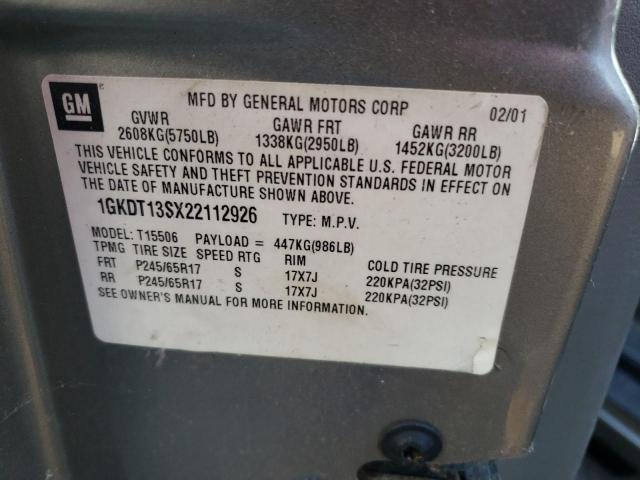 GM
MFD BY GENERAL MOTORS CORP 02/01
GVWR GAWR FRT GAWR RR
2608KG(5750LB) 1338KG(2950LB) 1452KG(3200LB)
THIS VEHICLE CONFORMS TO ALL APPLICABLE U.S. FEDERAL MOTOR
VEHICLE SAFETY AND THEFT PREVENTION STANDARDS IN EFFECT ON
THE DATE OF MANUFACTURE SHOWN ABOVE.
1GKDT13SX22112926 TYPE: M.P.V.
MODEL: T15506 PAYLOAD = 447KG(986LB)
TPMG TIRE SIZE SPEED RTG RIM COLD TIRE PRESSURE
FRT P245/65R17 S 17X7J 220KPA(32PSI)
RR P245/65R17 S 17X7J 220KPA(32PSI)
SEE OWNER'S MANUAL FOR MORE INFORMATION.